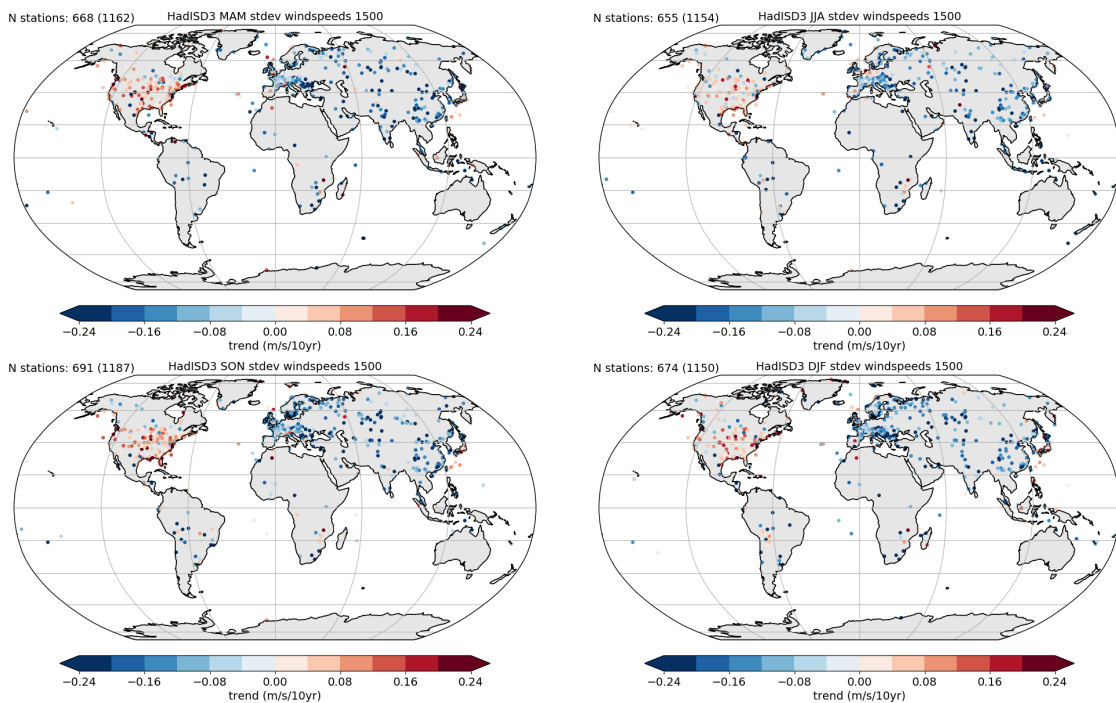 N stations: 668 (1162) HadISD3 MAM stdev windspeeds 1500
−0.24 −0.16 −0.08 0.00 0.08 0.16 0.24
trend (m/s/10yr)
N stations: 655 (1154) HadISD3 JJA stdev windspeeds 1500
−0.24 −0.16 −0.08 0.00 0.08 0.16 0.24
trend (m/s/10yr)
N stations: 691 (1187) HadISD3 SON stdev windspeeds 1500
−0.24 −0.16 −0.08 0.00 0.08 0.16 0.24
trend (m/s/10yr)
N stations: 674 (1150) HadISD3 DJF stdev windspeeds 1500
−0.24 −0.16 −0.08 0.00 0.08 0.16 0.24
trend (m/s/10yr)